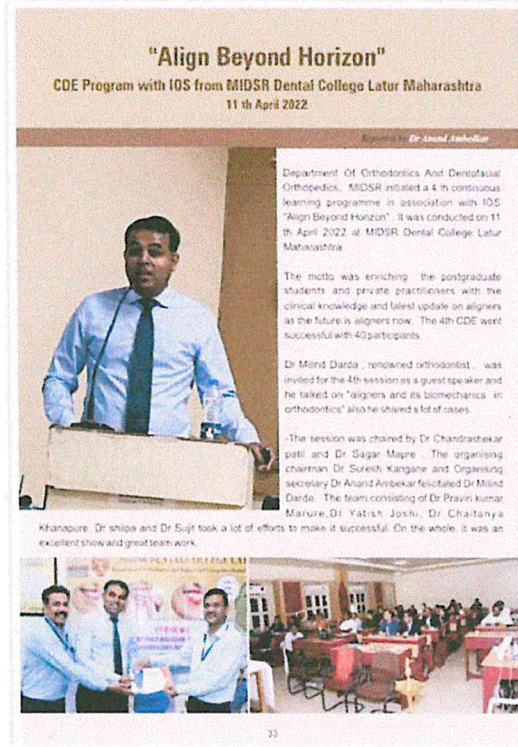 "Align Beyond Horizon"
CDE Program with IOS from MIDSR Dental College Latur Maharashtra
11 th April 2022
Reported by Dr Anand Ambekar
Department Of Orthodontics And Dentofacial
Orthopedics, MIDSR initiated a 4 th continuous
learning programme in association with IOS
"Align Beyond Horizon". It was conducted on 11
th April 2022 at MIDSR Dental College Latur
Maharashtra.
The motto was enriching the postgraduate
students and private practitioners with the
clinical knowledge and latest update on aligners
as the future is aligners now. The 4th CDE went
successful with 40 participants.
Dr Milind Darda , renowned orthodontist , was
invited for the 4th session as a guest speaker and
he talked on "aligners and its biomechanics in
orthodontics" also he shared a lot of cases.
-The session was chaired by Dr Chandrashekar
patil and Dr Sagar Mapre . The organising
chairman Dr Suresh Kangane and Organising
secretary Dr Anand Ambekar felicitated Dr Milind
Darda. The team consisting of Dr Pravin kumar
Marure,Dr Yatish Joshi, Dr Chaitanya
Khanapure, Dr shilpa and Dr Sujit took a lot of efforts to make it successful. On the whole, it was an
excellent show and great team work.
DENTAL COLLEGE
33